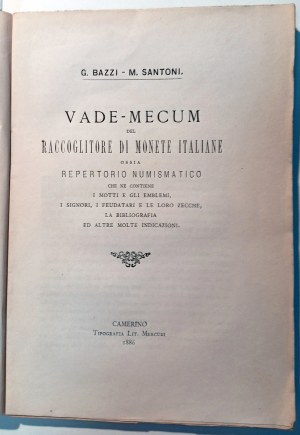 G. BAZZI - M. SANTONI.
VADE-MECUM
DEL
RACCOGLITORE DI MONETE ITALIANE
OSSIA
REPERTORIO NUMISMATICO
CHE SE CONTIENE
I MOTTI E GLI EMBLEMI,
I SIGNORI, I FEUDATARI E LE LORO ZECCHE,
LA BIBLIOGRAFIA
ED ALTRE MOLTE INDICAZIONI.
CAMERINO
TIPOGRAFIA LIT. MERCURI